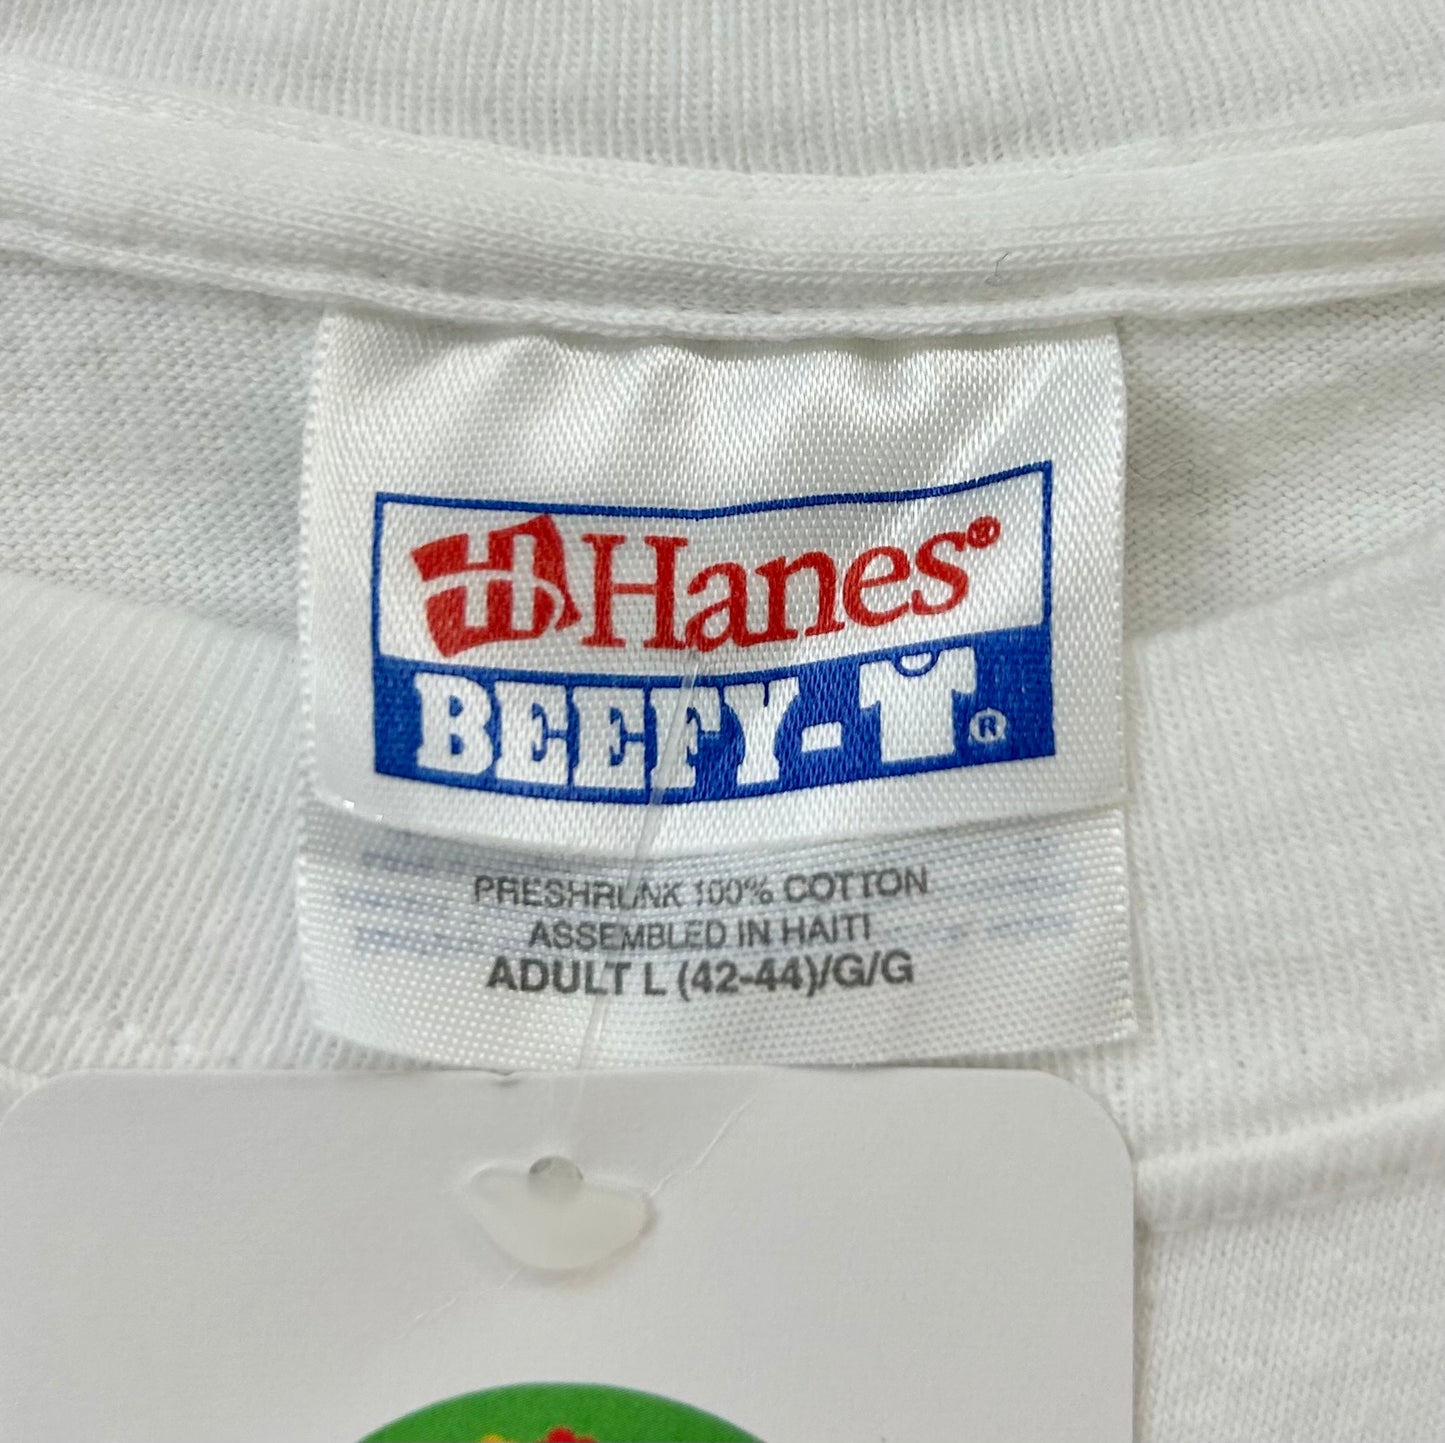 Hanes®
BEEFY-T®
PRESHRUNK 100% COTTON
ASSEMBLED IN HAITI
ADULT L (42-44)/G/G